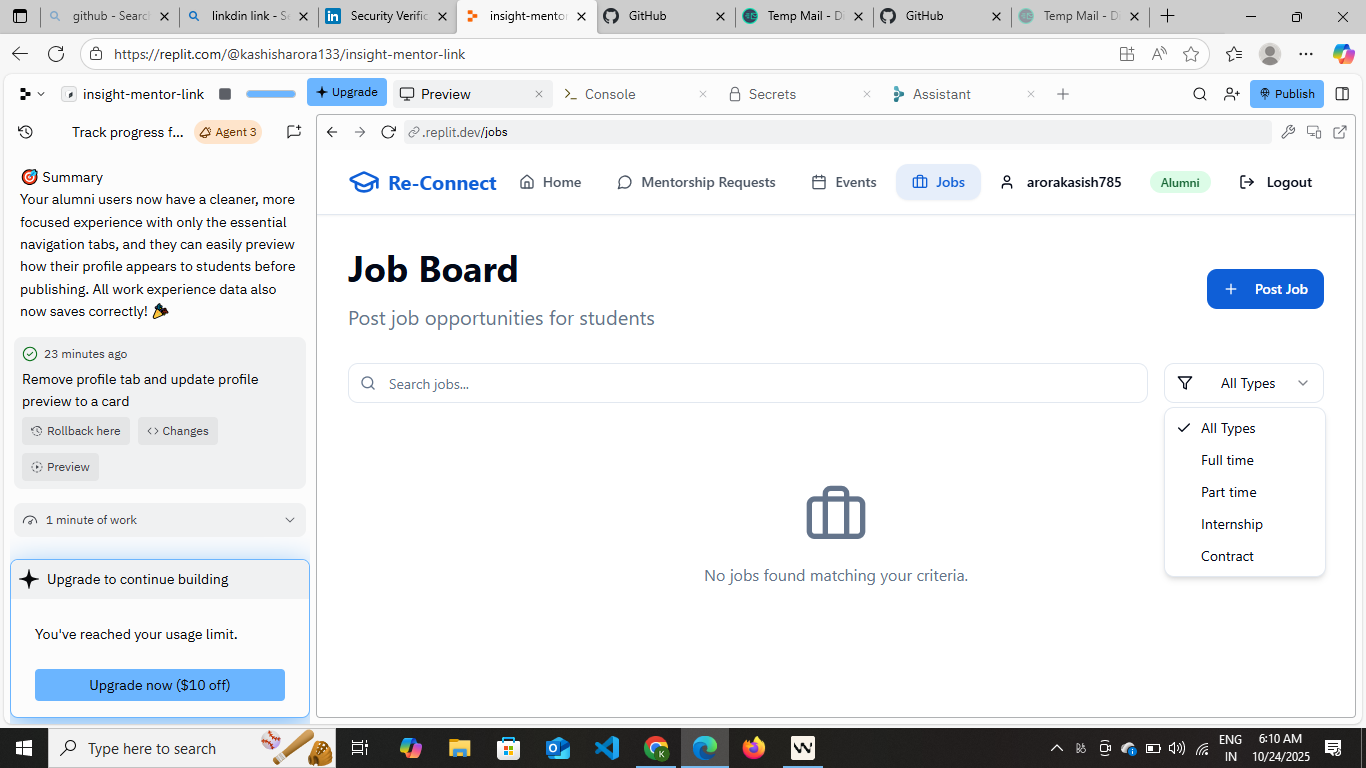 github - Searc
linkdin link - Se
Security Verific
insight-mentor
GitHub
Temp Mail - Di
GitHub
Temp Mail - Di
https://replit.com/@kashisharora133/insight-mentor-link
insight-mentor-link
Upgrade
Preview
Console
Secrets
Assistant
Publish
Track progress f...
Agent 3
.replit.dev/jobs
Summary
Your alumni users now have a cleaner, more
focused experience with only the essential
navigation tabs, and they can easily preview
how their profile appears to students before
publishing. All work experience data also
now saves correctly!
23 minutes ago
Remove profile tab and update profile
preview to a card
Rollback here
Changes
Preview
1 minute of work
Upgrade to continue building
You've reached your usage limit.
Upgrade now ($10 off)
Re-Connect
Home
Mentorship Requests
Events
Jobs
arorakasish785
Alumni
Logout
Job Board
Post job opportunities for students
Post Job
Search jobs...
All Types
All Types
Full time
Part time
Internship
Contract
No jobs found matching your criteria.
Type here to search
ENG
IN
6:10 AM
10/24/2025